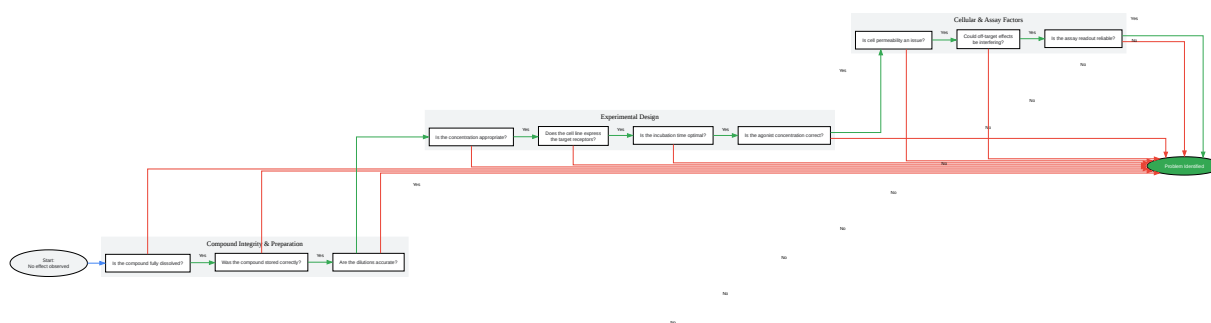 Cellular & Assay Factors
Yes
Is cell permeability an issue?
Yes
Could off-target effects
be interfering?
Yes
Is the assay readout reliable?
No
No
Yes
No
Experimental Design
Is the concentration appropriate?
Yes
Does the cell line express
the target receptors?
Yes
Is the incubation time optimal?
Yes
Is the agonist concentration correct?
No
Yes
Problem Identified
Yes
No
No
Compound Integrity & Preparation
Start:
No effect observed
Is the compound fully dissolved?
Yes
Was the compound stored correctly?
Yes
Are the dilutions accurate?
No
No
No